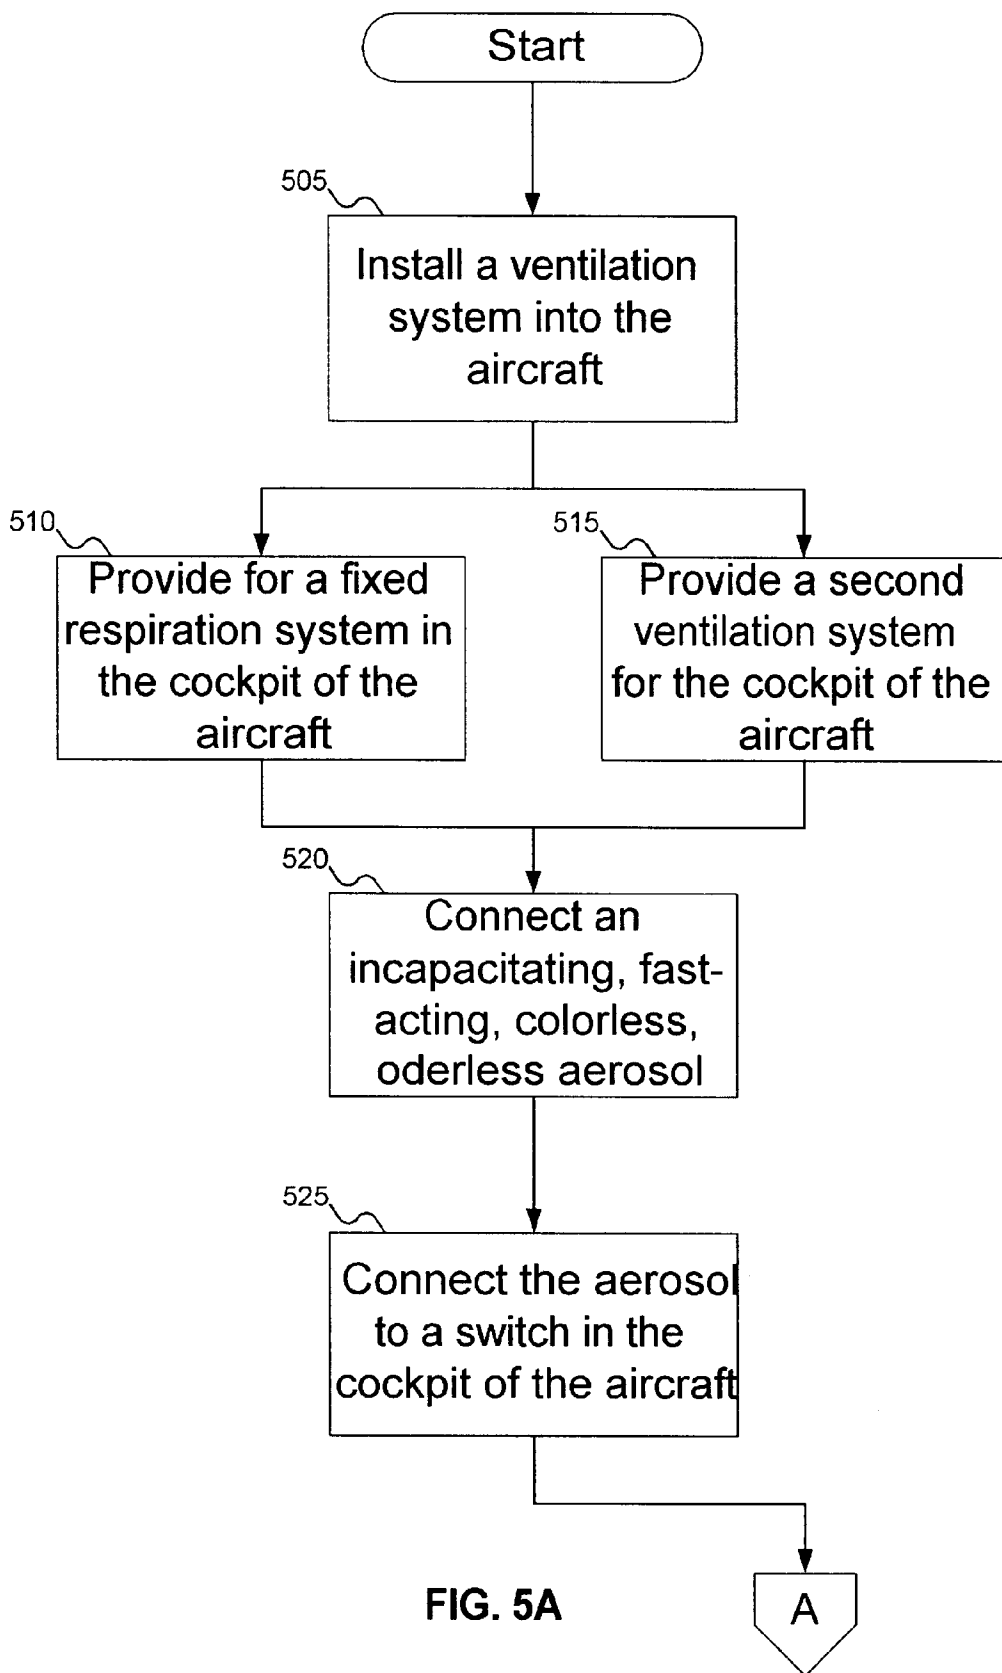 Start
505
Install a ventilation
system into the
aircraft
510
Provide for a fixed
respiration system in
the cockpit of the
aircraft
515
Provide a second
ventilation system
for the cockpit of the
aircraft
520
Connect an
incapacitating, fast-
acting, colorless,
oderless aerosol
525
Connect the aerosol
to a switch in the
cockpit of the aircraft
FIG. 5A
A